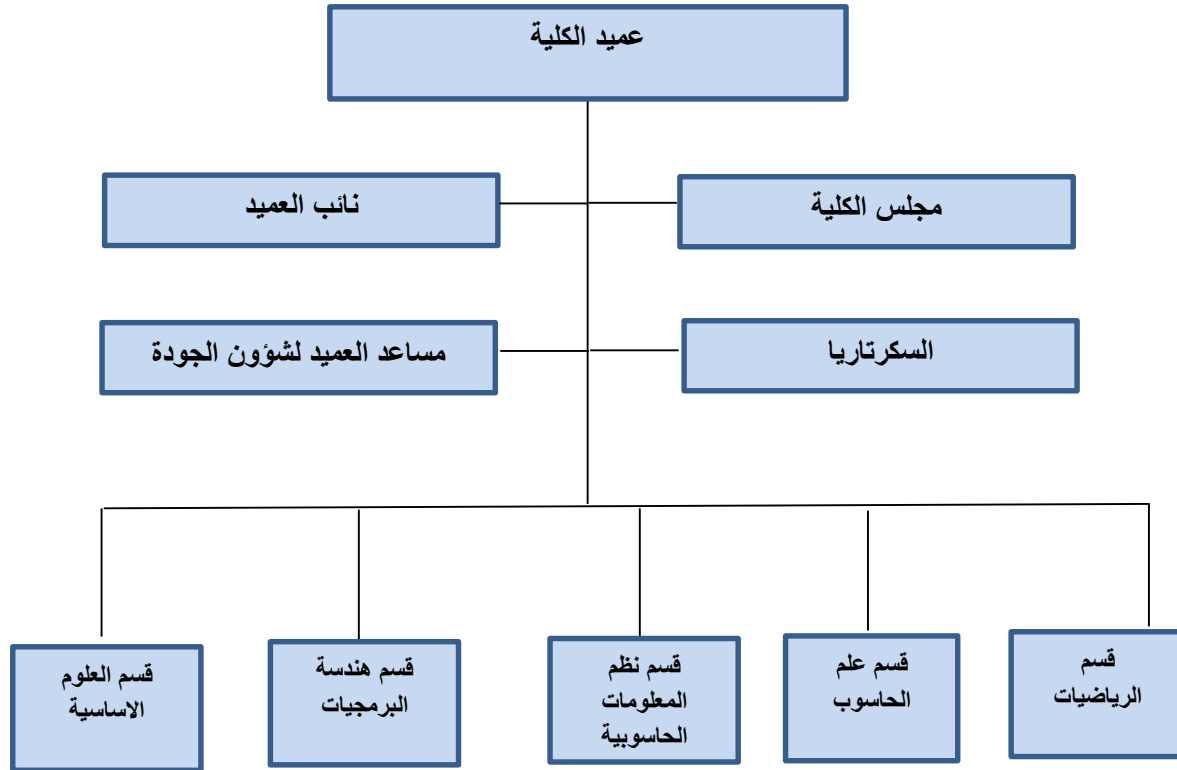 عميد الكلية
مجلس الكلية
نائب العميد
السكرتاريا
مساعد العميد لشؤون الجودة
قسم
الرياضيات
قسم علم
الحاسوب
قسم نظم
المعلومات
الحاسوبية
قسم هندسة
البرمجيات
قسم العلوم
الاساسية